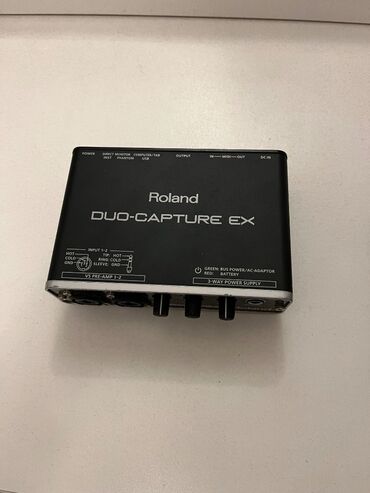 POWER DIRECT MONITOR COMPUTER/TAB OUTPUT IN MIDI OUT DC IN
INST PHANTOM USB
Roland
DUO-CAPTURE EX
INPUT 1-2
HOT TIP: HOT
COLD RING: COLD
GND SLEEVE: GND
VS PRE-AMP 1-2
GREEN: BUS POWER/AC-ADAPTOR
RED: BATTERY
3-WAY POWER SUPPLY